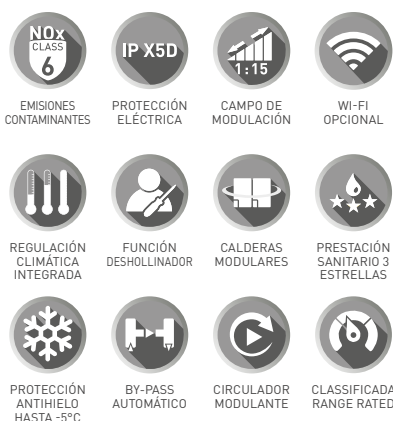 NOx
CLASS
6
EMISIONES
CONTAMINANTES
IP X5D
PROTECCIÓN
ELÉCTRICA
1:15
CAMPO DE
MODULACIÓN
WI-FI
OPCIONAL
REGULACIÓN
CLIMÁTICA
INTEGRADA
FUNCIÓN
DESHOLLINADOR
CALDERAS
MODULARES
PRESTACIÓN
SANITARIO 3
ESTRELLAS
PROTECCIÓN
ANTIHIELO
HASTA -5°C
BY-PASS
AUTOMÁTICO
CIRCULADOR
MODULANTE
CLASSIFICADA
RANGE RATED